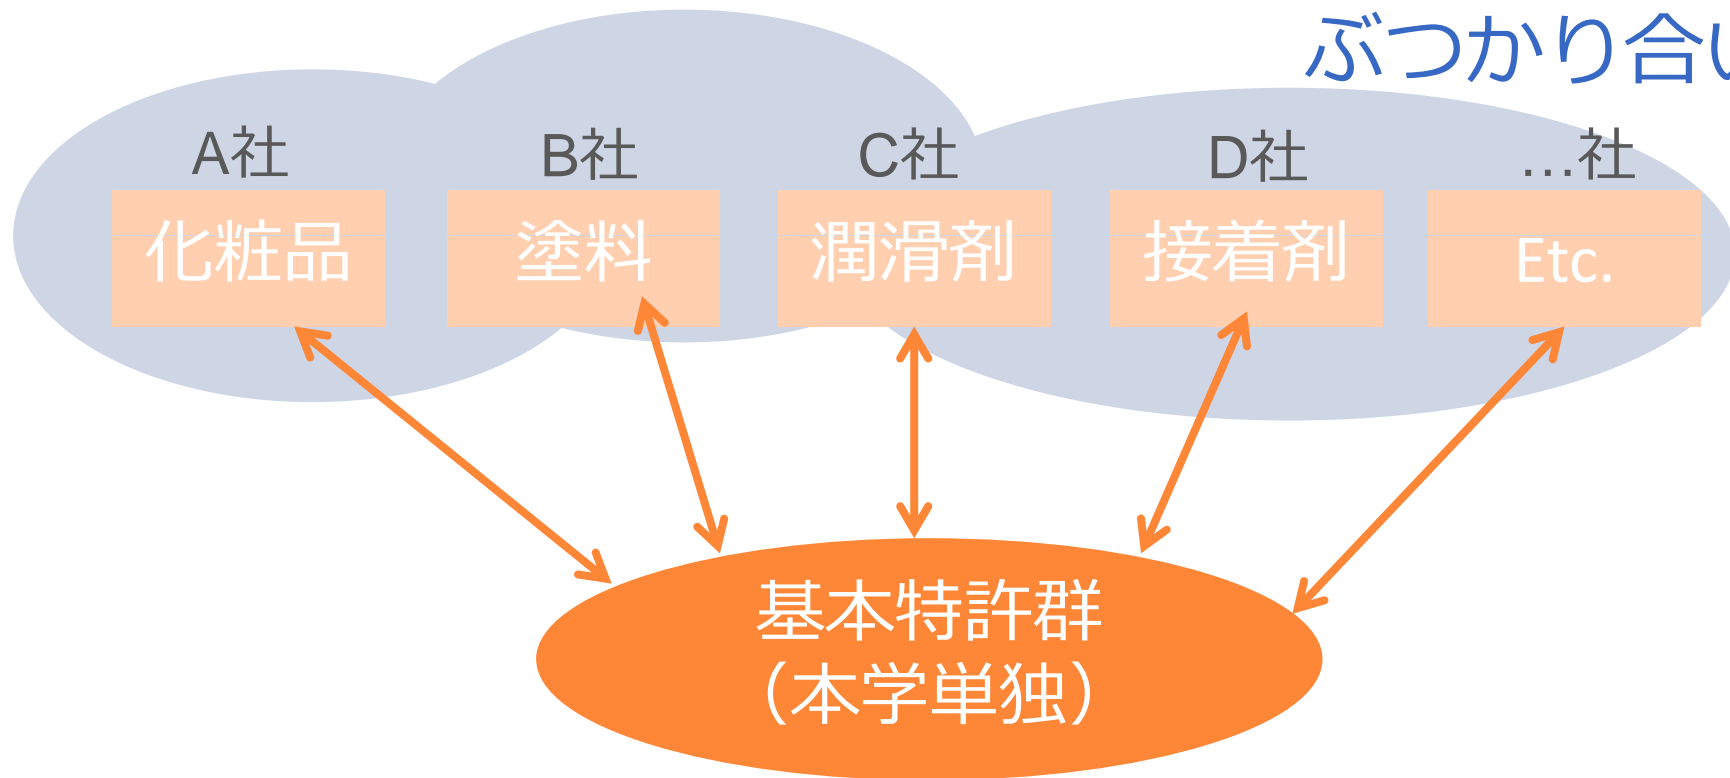 ぶつかり合い
A社
B社
C社
D社
…社
化粧品
塗料
潤滑剤
接着剤
Etc.
基本特許群
（本学単独）